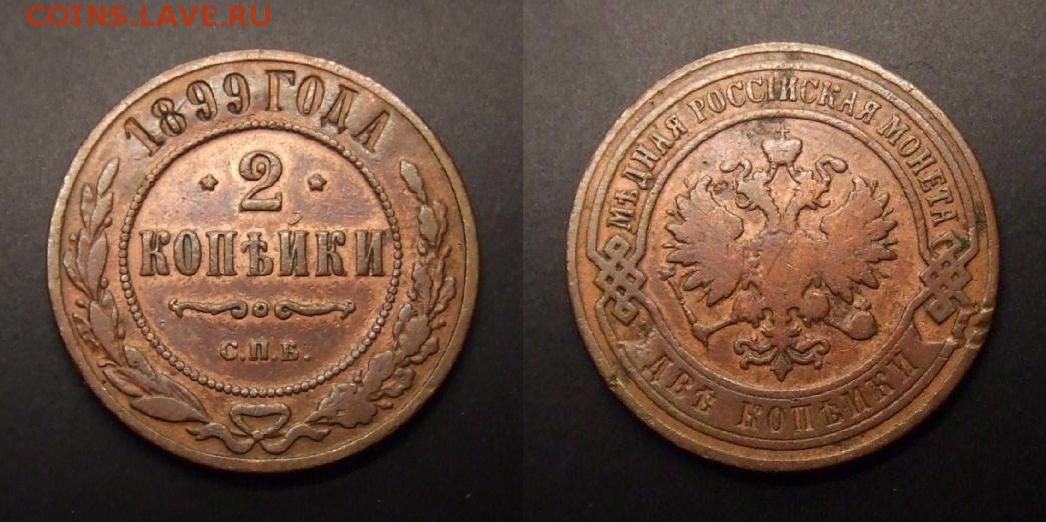 COINS.LAVE.RU
1899 ГОДА
2
КОПѢЙКИ
С.П.Б.
МѢДНАЯ РОССІЙСКАЯ МОНЕТА
ДВѢ КОПѢЙКИ